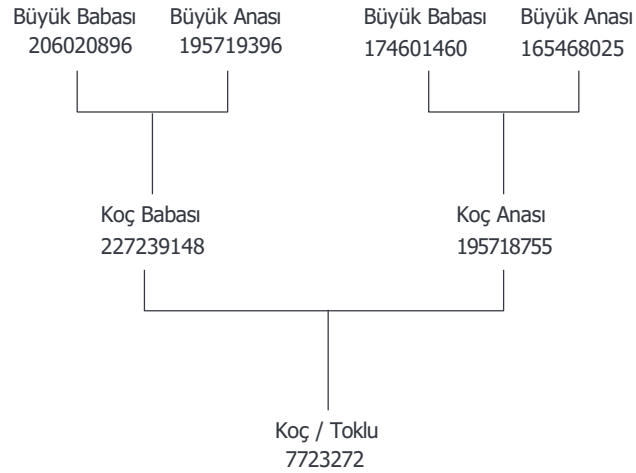 Büyük Babası Büyük Anası Büyük Babası Büyük Anası
206020896 195719396 174601460 165468025
Koç Babası Koç Anası
227239148 195718755
Koç / Toklu
7723272